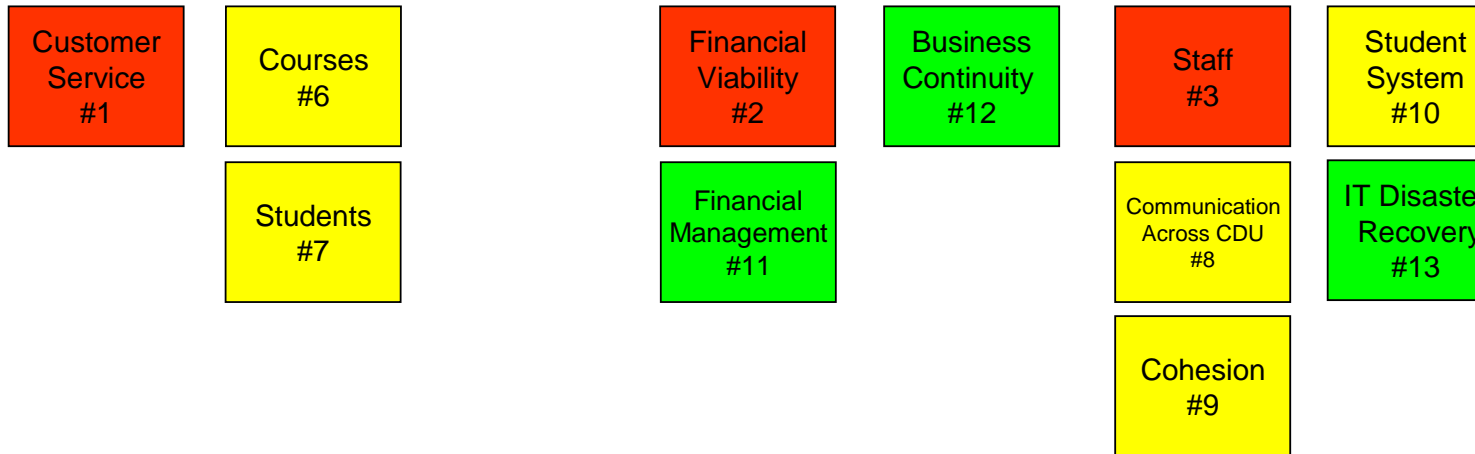 Customer
Service
#1
Courses
#6
Financial
Viability
#2
Business
Continuity
#12
Staff
#3
Student
System
#10
Students
#7
Financial
Management
#11
Communication
Across CDU
#8
IT Disaste
Recovery
#13
Cohesion
#9